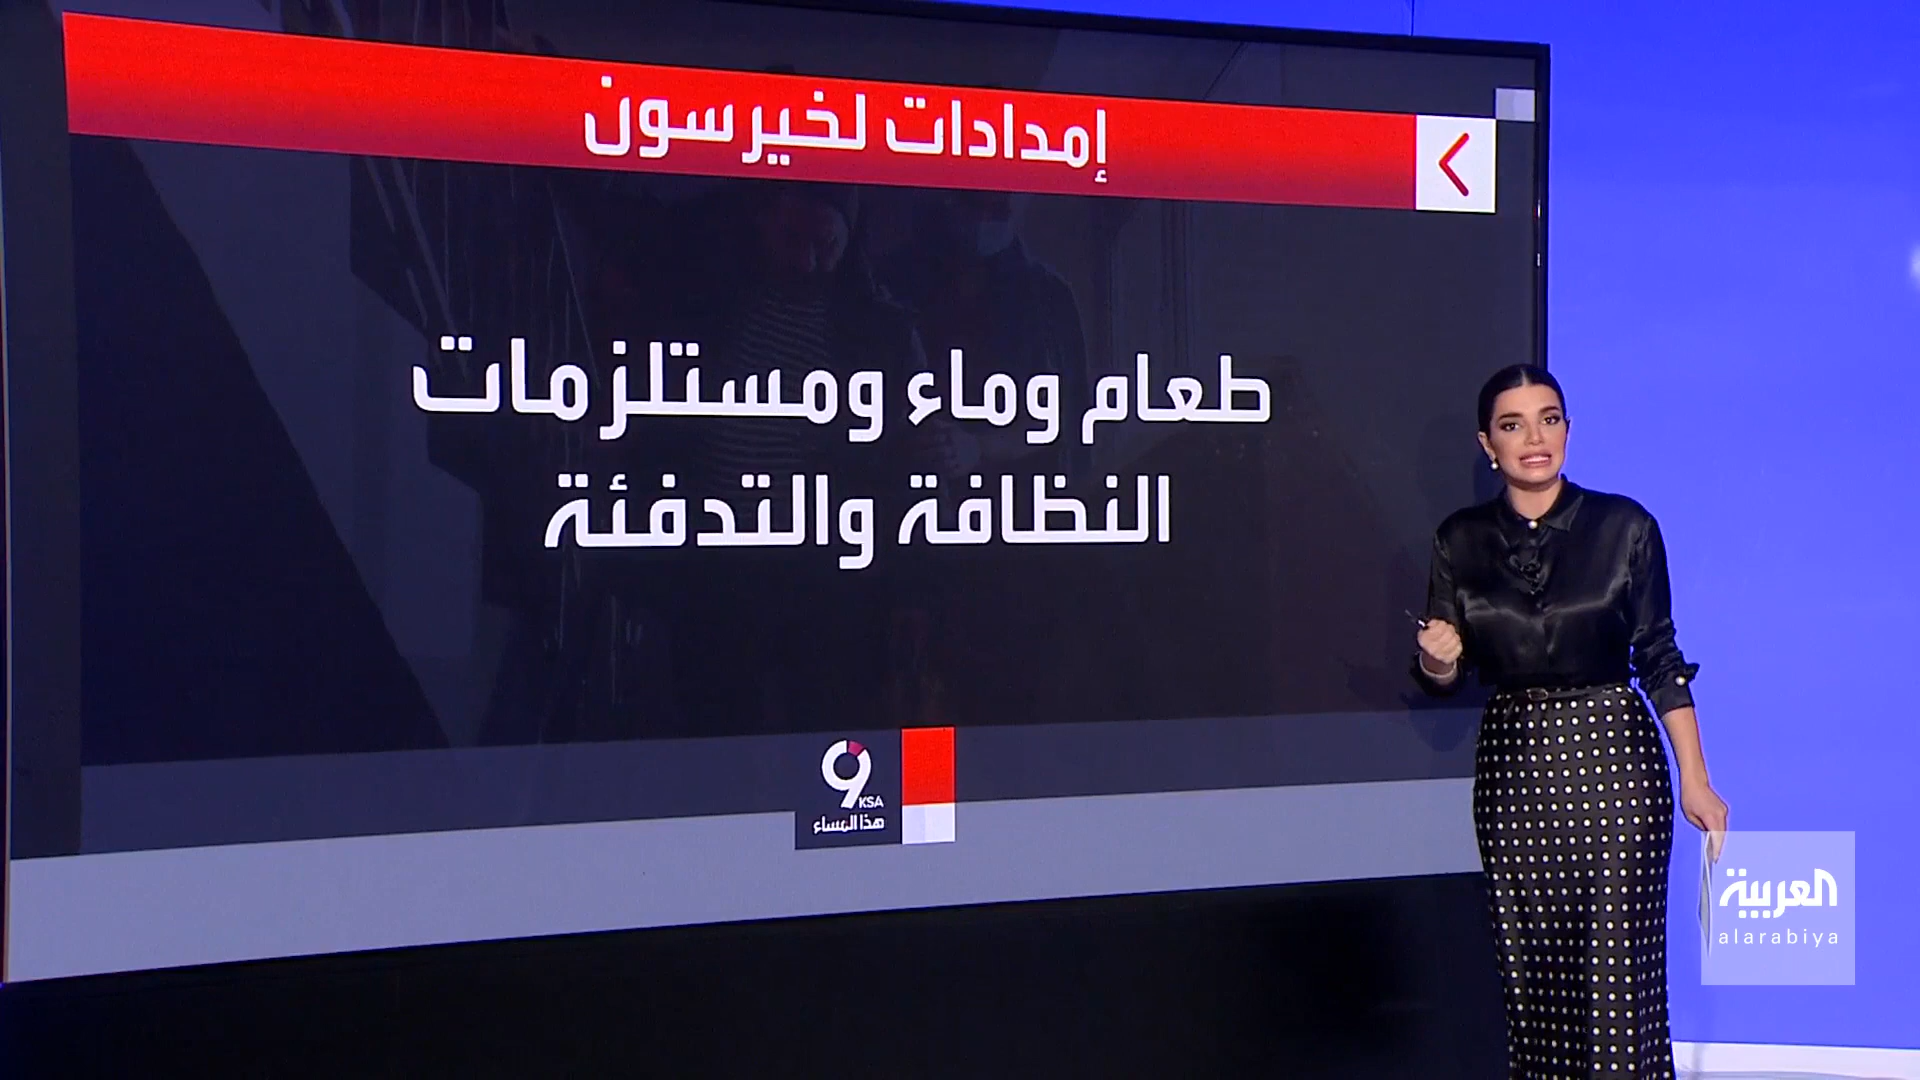 إمدادات لخيرسون
طعام وماء ومستلزمات
النظافة والتدفئة
9
KSA
هذا المساء
العربية
alarabiya